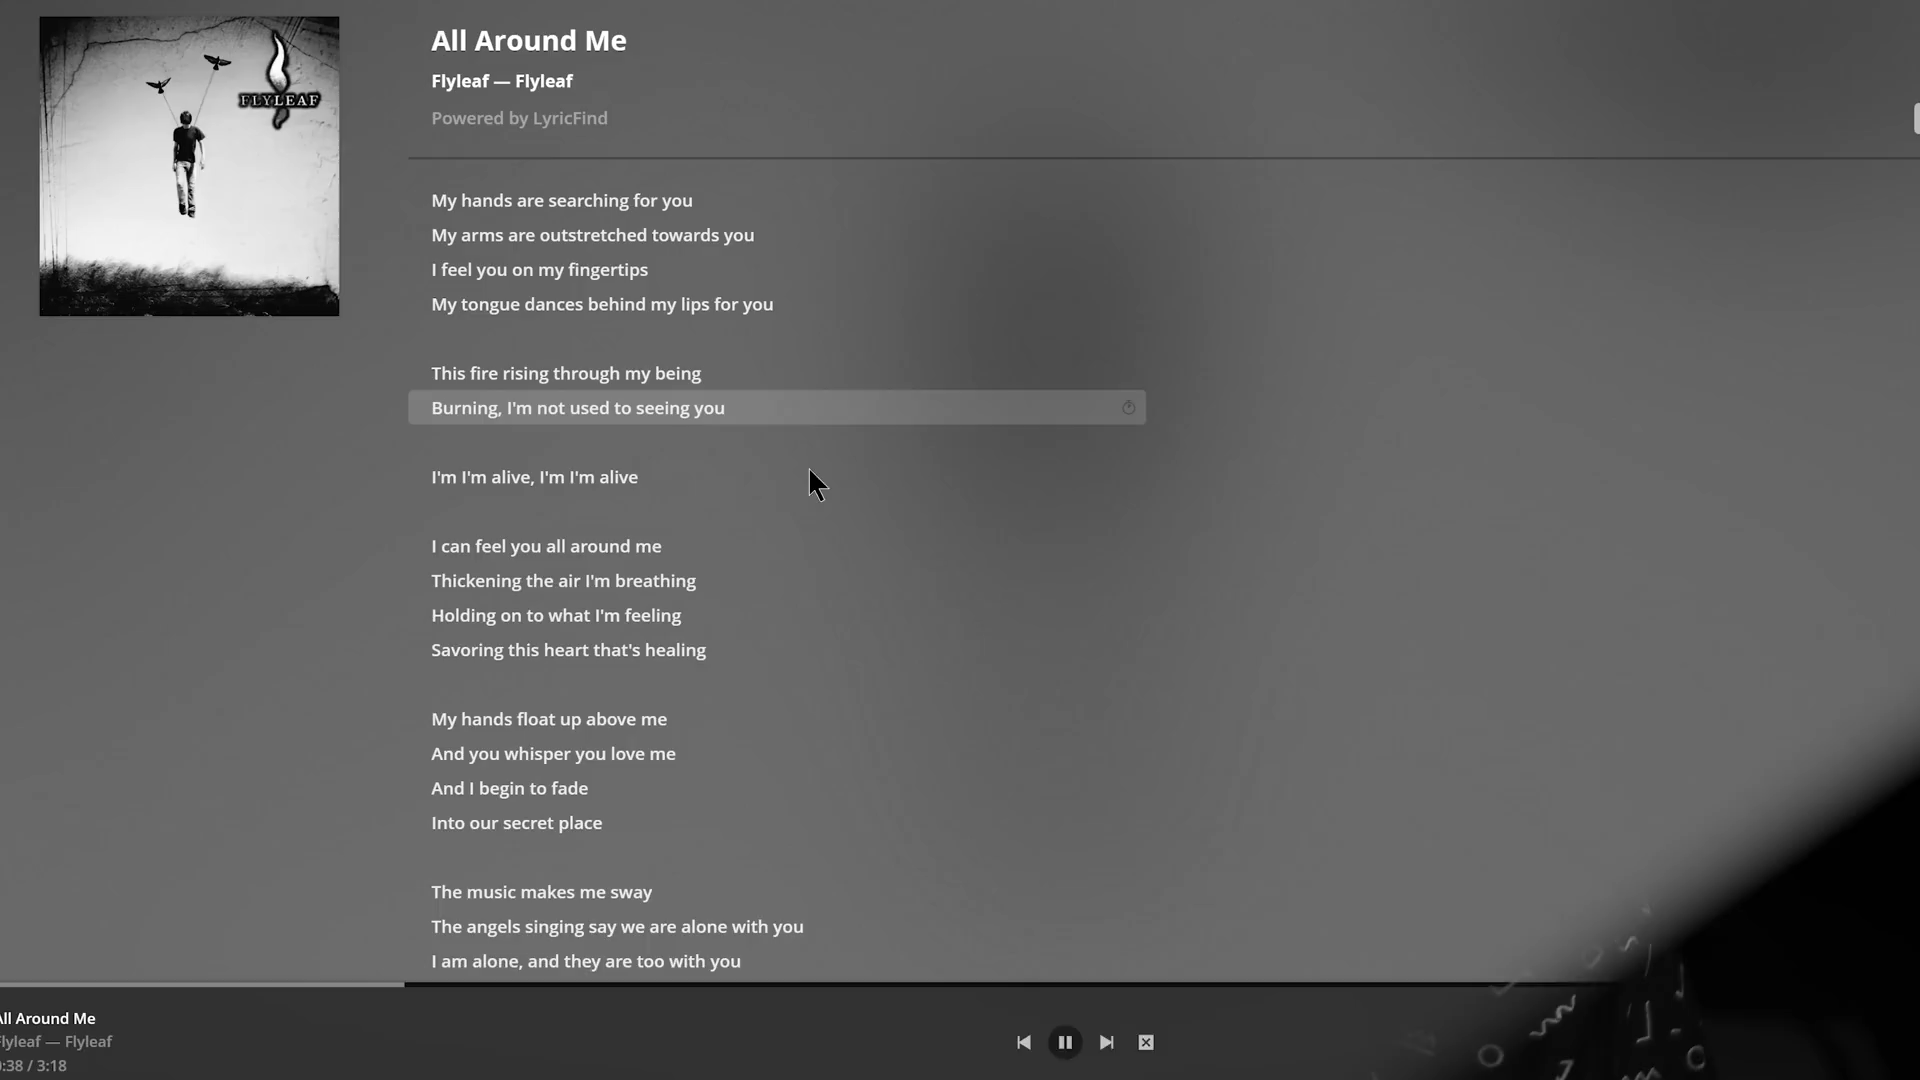 FLYLEAF
All Around Me
Flyleaf — Flyleaf
Powered by LyricFind
My hands are searching for you
My arms are outstretched towards you
I feel you on my fingertips
My tongue dances behind my lips for you
This fire rising through my being
Burning, I'm not used to seeing you
I'm I'm alive, I'm I'm alive
I can feel you all around me
Thickening the air I'm breathing
Holding on to what I'm feeling
Savoring this heart that's healing
My hands float up above me
And you whisper you love me
And I begin to fade
Into our secret place
The music makes me sway
The angels singing say we are alone with you
I am alone, and they are too with you
All Around Me
Flyleaf — Flyleaf
:38 / 3:18